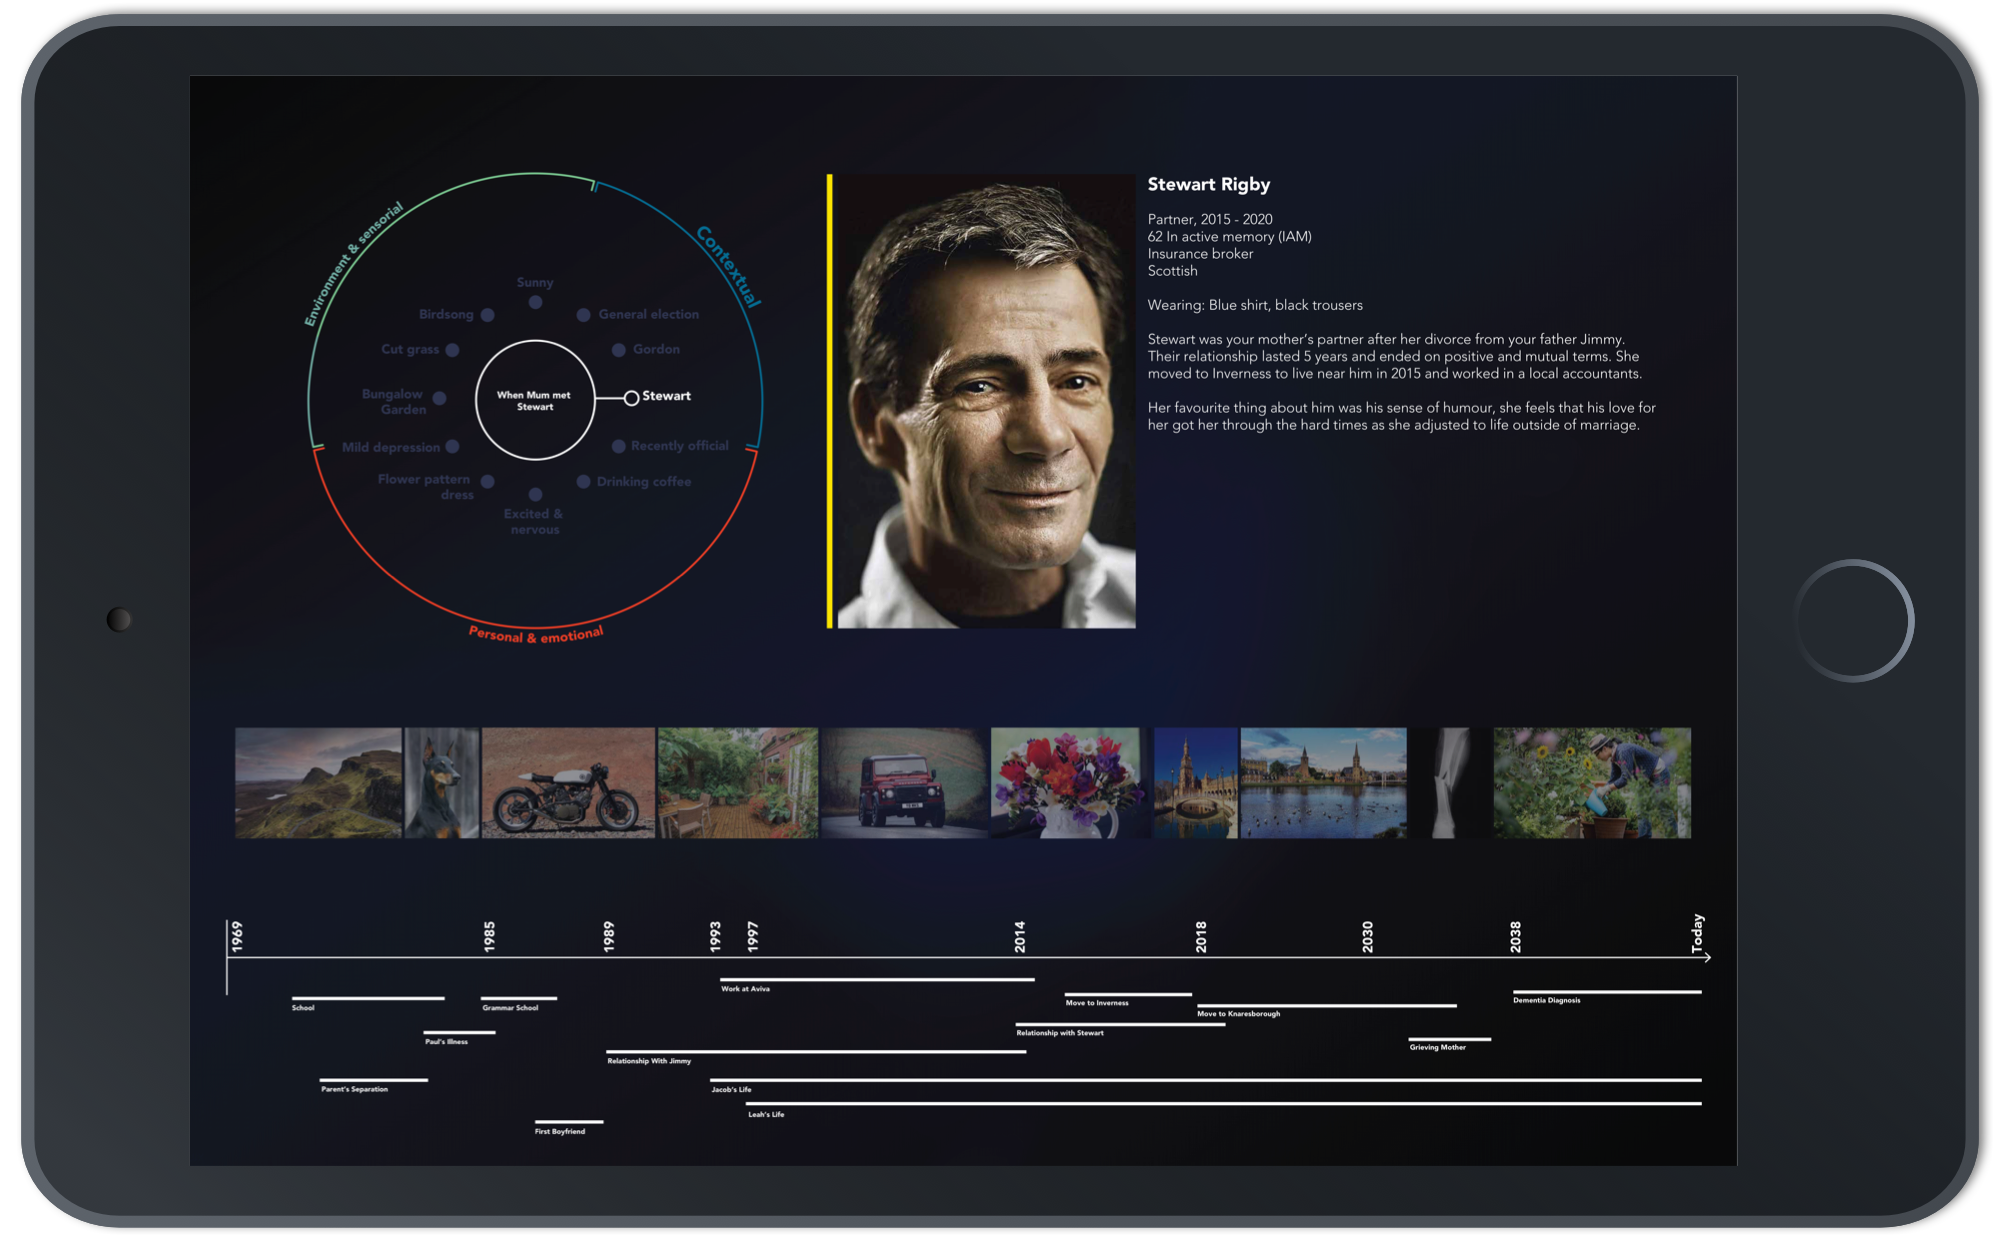 Environment & sensorial
Contextual
Personal & emotional
Sunny
Birdsong
General election
Cut grass
Gordon
Bungalow
Garden
When Mum met
Stewart
Stewart
Mild depression
Recently official
Flower pattern
dress
Drinking coffee
Excited &
nervous
Stewart Rigby
Partner, 2015 - 2020
62 In active memory (IAM)
Insurance broker
Scottish
Wearing: Blue shirt, black trousers
Stewart was your mother's partner after her divorce from your father Jimmy.
Their relationship lasted 5 years and ended on positive and mutual terms. She
moved to Inverness to live near him in 2015 and worked in a local accountants.
Her favourite thing about him was his sense of humour, she feels that his love for
her got her through the hard times as she adjusted to life outside of marriage.
1969
1985
1989
1993
1997
2014
2018
2030
2038
Today
Work at Aviva
School
Grammar School
Move to Inverness
Dementia Diagnosis
Move to Knaresborough
Paul's Illness
Relationship with Stewart
Grieving Mother
Relationship With Jimmy
Parent's Separation
Jacob's Life
Leah's Life
First Boyfriend